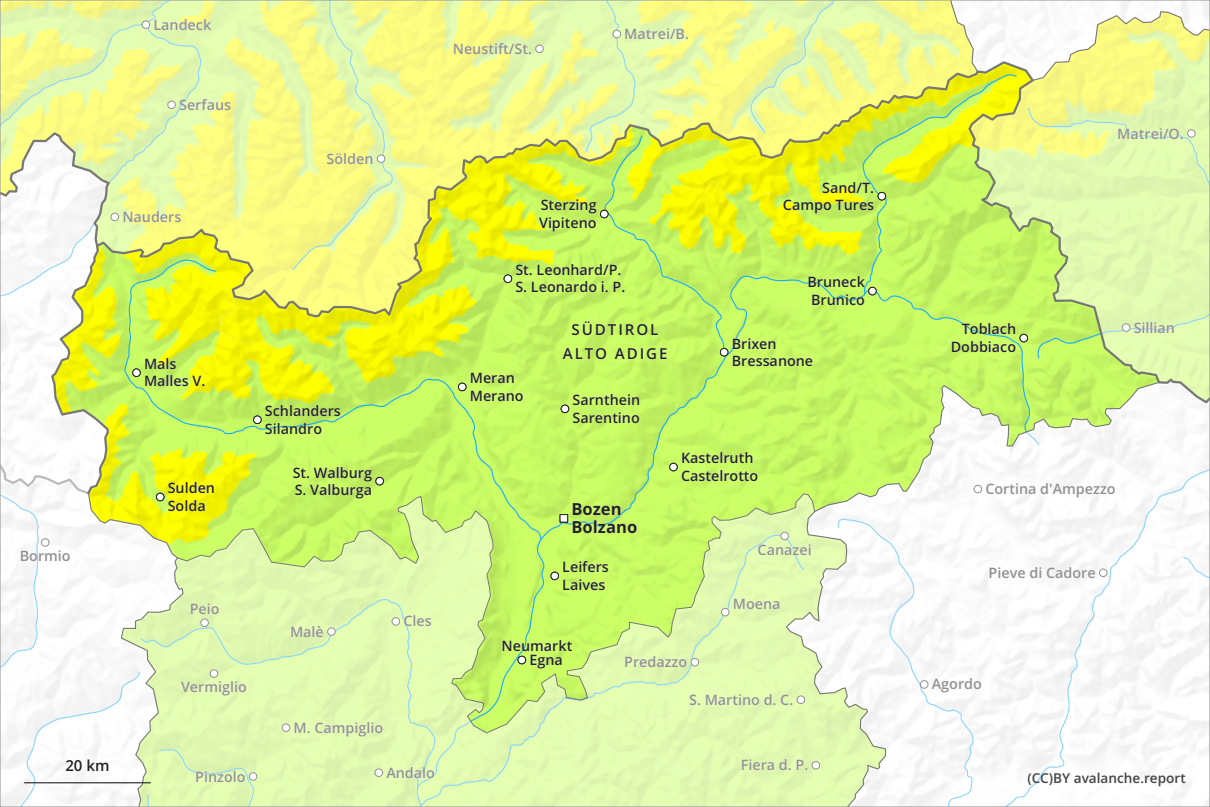 Landeck
Matrei/B.
Neustift/St.
Serfaus
Matrei/O.
Sölden
Sand/T.
Campo Tures
Sterzing
Vipiteno
Nauders
St. Leonhard/P.
S. Leonardo i. P.
Bruneck
Brunico
SÜDTIROL
ALTO ADIGE
Toblach
Dobbiaco
Sillian
Brixen
Bressanone
Mals
Malles V.
Meran
Merano
Sarnthein
Sarentino
Schlanders
Silandro
Kastelruth
Castelrotto
St. Walburg
S. Valburga
Sulden
Solda
Cortina d'Ampezzo
Bozen
Bolzano
Bormio
Canazei
Leifers
Laives
Pieve di Cadore
Peio
Moena
Cles
Malè
Neumarkt
Egna
Predazzo
Vermiglio
Agordo
S. Martino d. C.
M. Campiglio
20 km
Pinzolo
Andalo
Fiera d. P.
(CC)BY avalanche.report